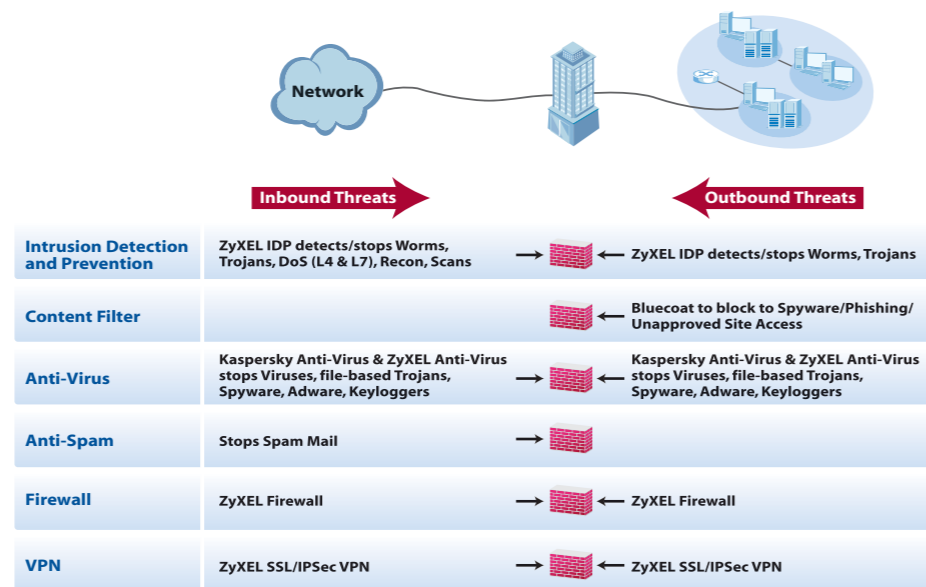 Network
Inbound Threats
Outbound Threats
Intrusion Detection
and Prevention
ZyXEL IDP detects/stops Worms,
Trojans, DoS (L4 & L7), Recon, Scans
ZyXEL IDP detects/stops Worms, Trojans
Content Filter
Bluecoat to block to Spyware/Phishing/
Unapproved Site Access
Anti-Virus
Kaspersky Anti-Virus & ZyXEL Anti-Virus
stops Viruses, file-based Trojans,
Spyware, Adware, Keyloggers
Kaspersky Anti-Virus & ZyXEL Anti-Virus
stops Viruses, file-based Trojans,
Spyware, Adware, Keyloggers
Anti-Spam
Stops Spam Mail
Firewall
ZyXEL Firewall
ZyXEL Firewall
VPN
ZyXEL SSL/IPSec VPN
ZyXEL SSL/IPSec VPN